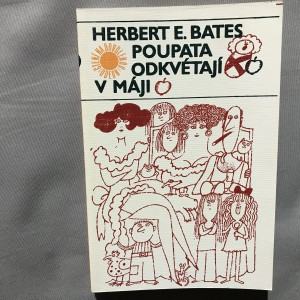 HERBERT E. BATES
POUPATA
ODKVÉTAJÍ
V MÁJI